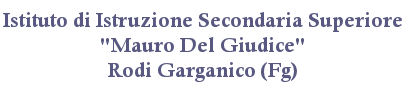 Istituto di Istruzione Secondaria Superiore
"Mauro Del Giudice"
Rodi Garganico (Fg)